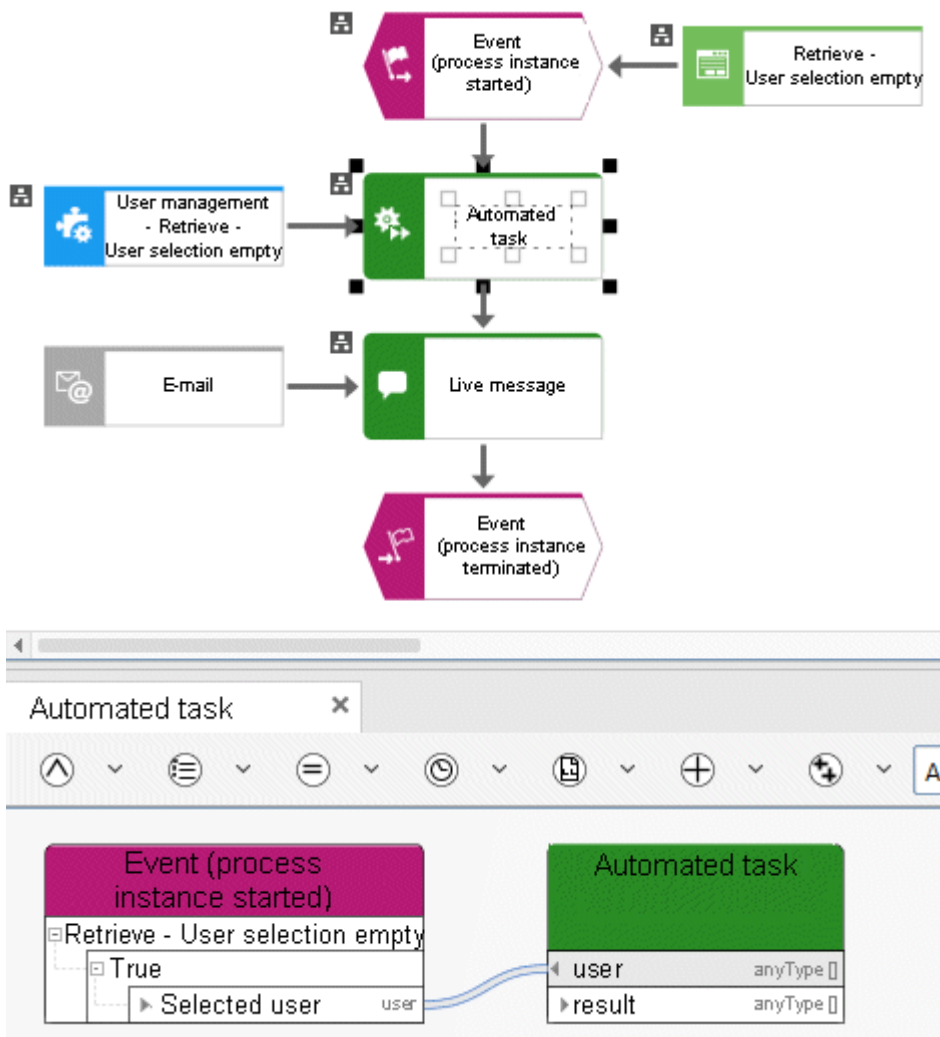 Event
(process instance
started)
Retrieve -
User selection empty
User management
- Retrieve -
User selection empty
Automated
task
E-mail
Live message
Event
(process instance
terminated)
Automated task
A
Event (process
instance started)
Automated task
Retrieve - User selection empty
True
Selected user user
user anyType []
result anyType []